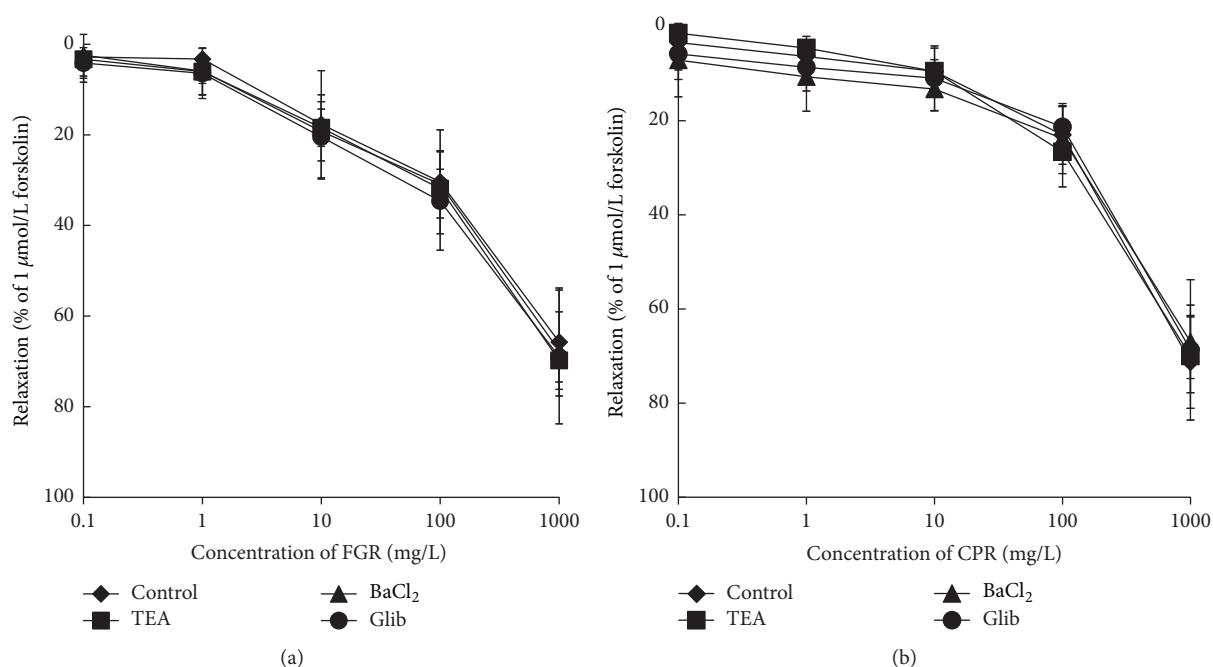 0
20
40
60
80
100
Relaxation (% of 1 μmol/L forskolin)
0.1 1 10 100 1000
Concentration of FGR (mg/L)
Control
TEA
BaCl₂
Glib
(a)
0
20
40
60
80
100
Relaxation (% of 1 μmol/L forskolin)
0.1 1 10 100 1000
Concentration of CPR (mg/L)
Control
TEA
BaCl₂
Glib
(b)